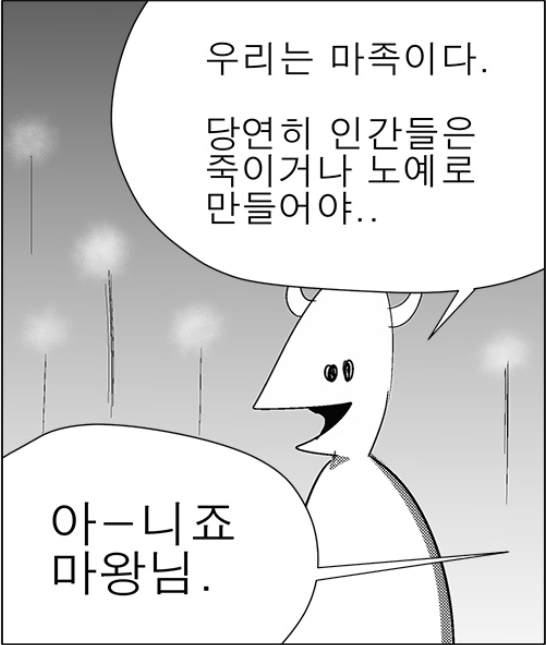 우리는 마족이다.
당연히 인간들은
죽이거나 노예로
만들어야..
아-니죠
마왕님.